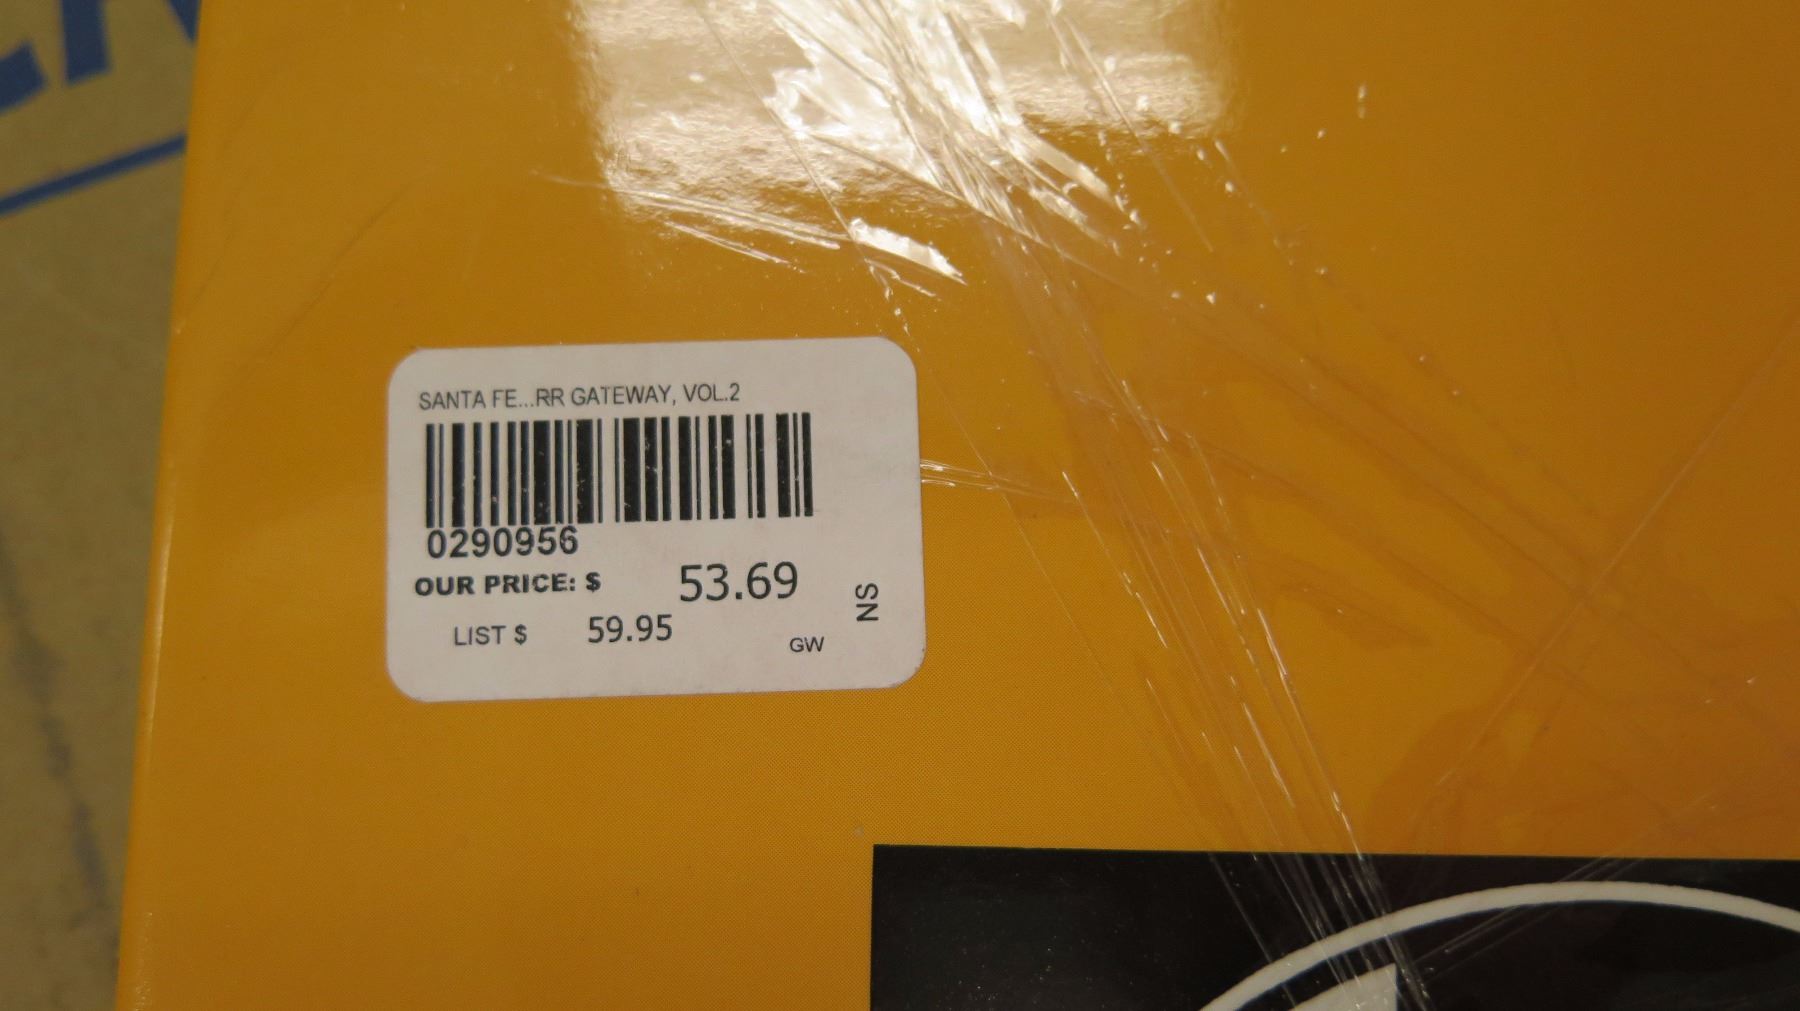 SANTA FE...RR GATEWAY, VOL.2
0290956
OUR PRICE: $ 53.69
LIST $ 59.95
GW
NS